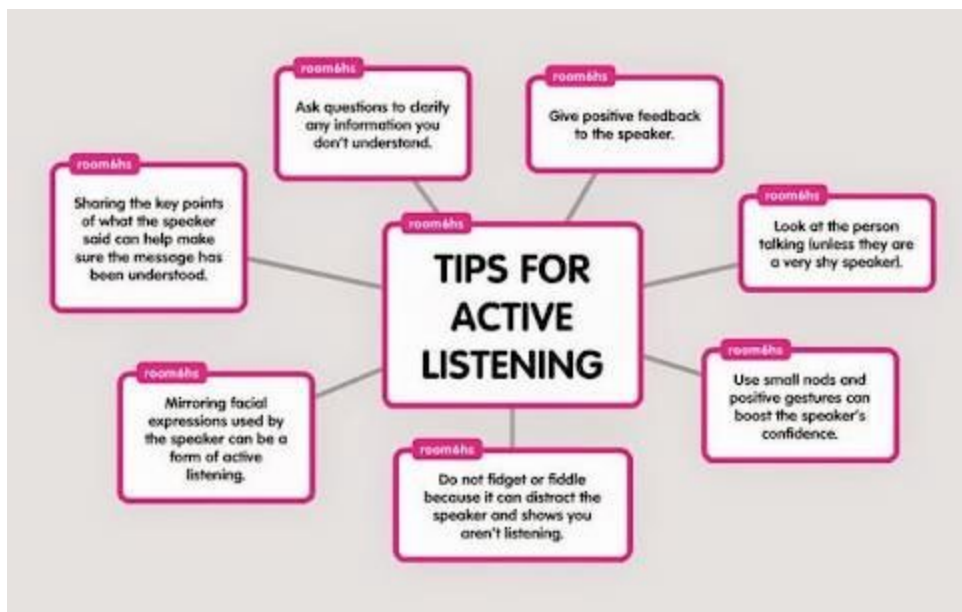 room6hs
Ask questions to clarify
any information you
don't understand.
room6hs
Give positive feedback
to the speaker.
room6hs
Sharing the key points
of what the speaker
said can help make
sure the message has
been understood.
room6hs
TIPS FOR
ACTIVE
LISTENING
room6hs
Look at the person
talking (unless they are
a very shy speaker).
room6hs
Mirroring facial
expressions used by
the speaker can be a
form of active
listening.
room6hs
Use small nods and
positive gestures can
boost the speaker's
confidence.
room6hs
Do not fidget or fiddle
because it can distract the
speaker and shows you
aren't listening.